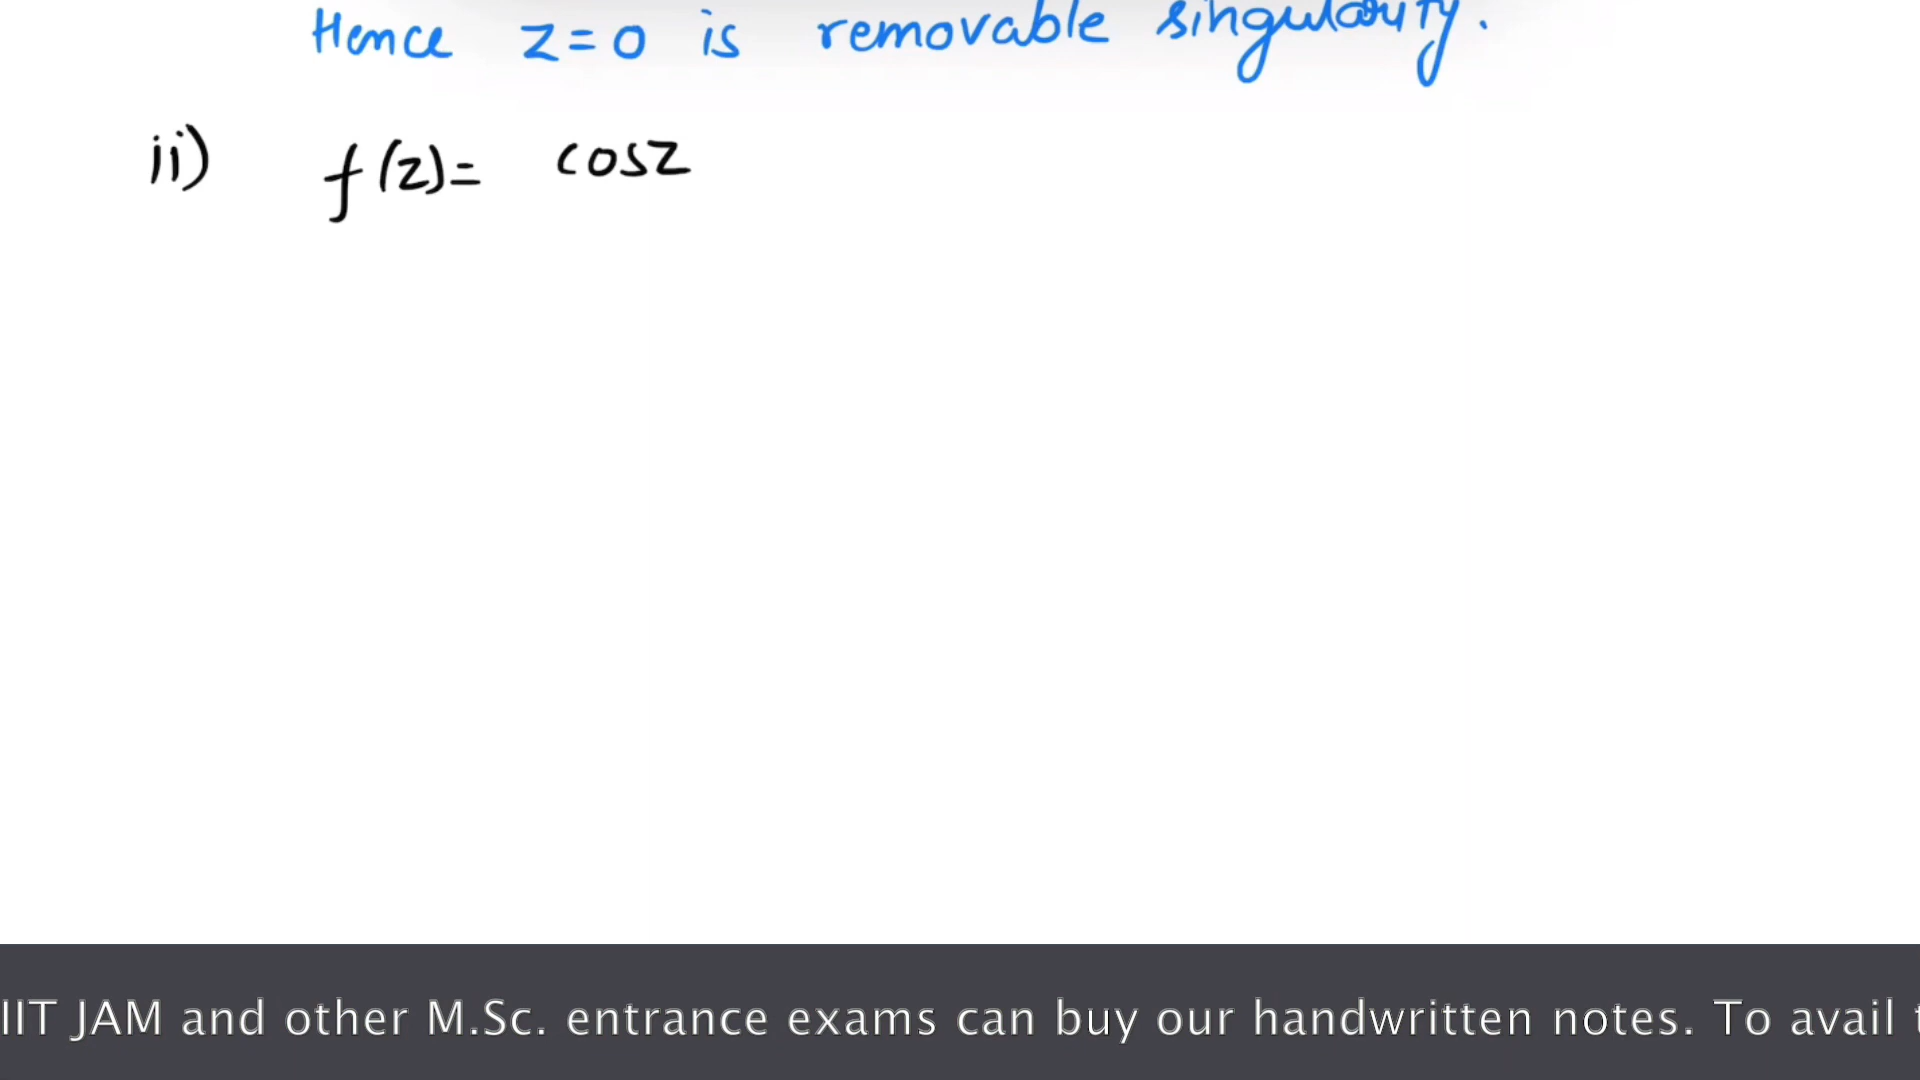 Hence z=0 is removable singularity.
ii) f(z)= cosz
IIT JAM and other M.Sc. entrance exams can buy our handwritten notes. To avail